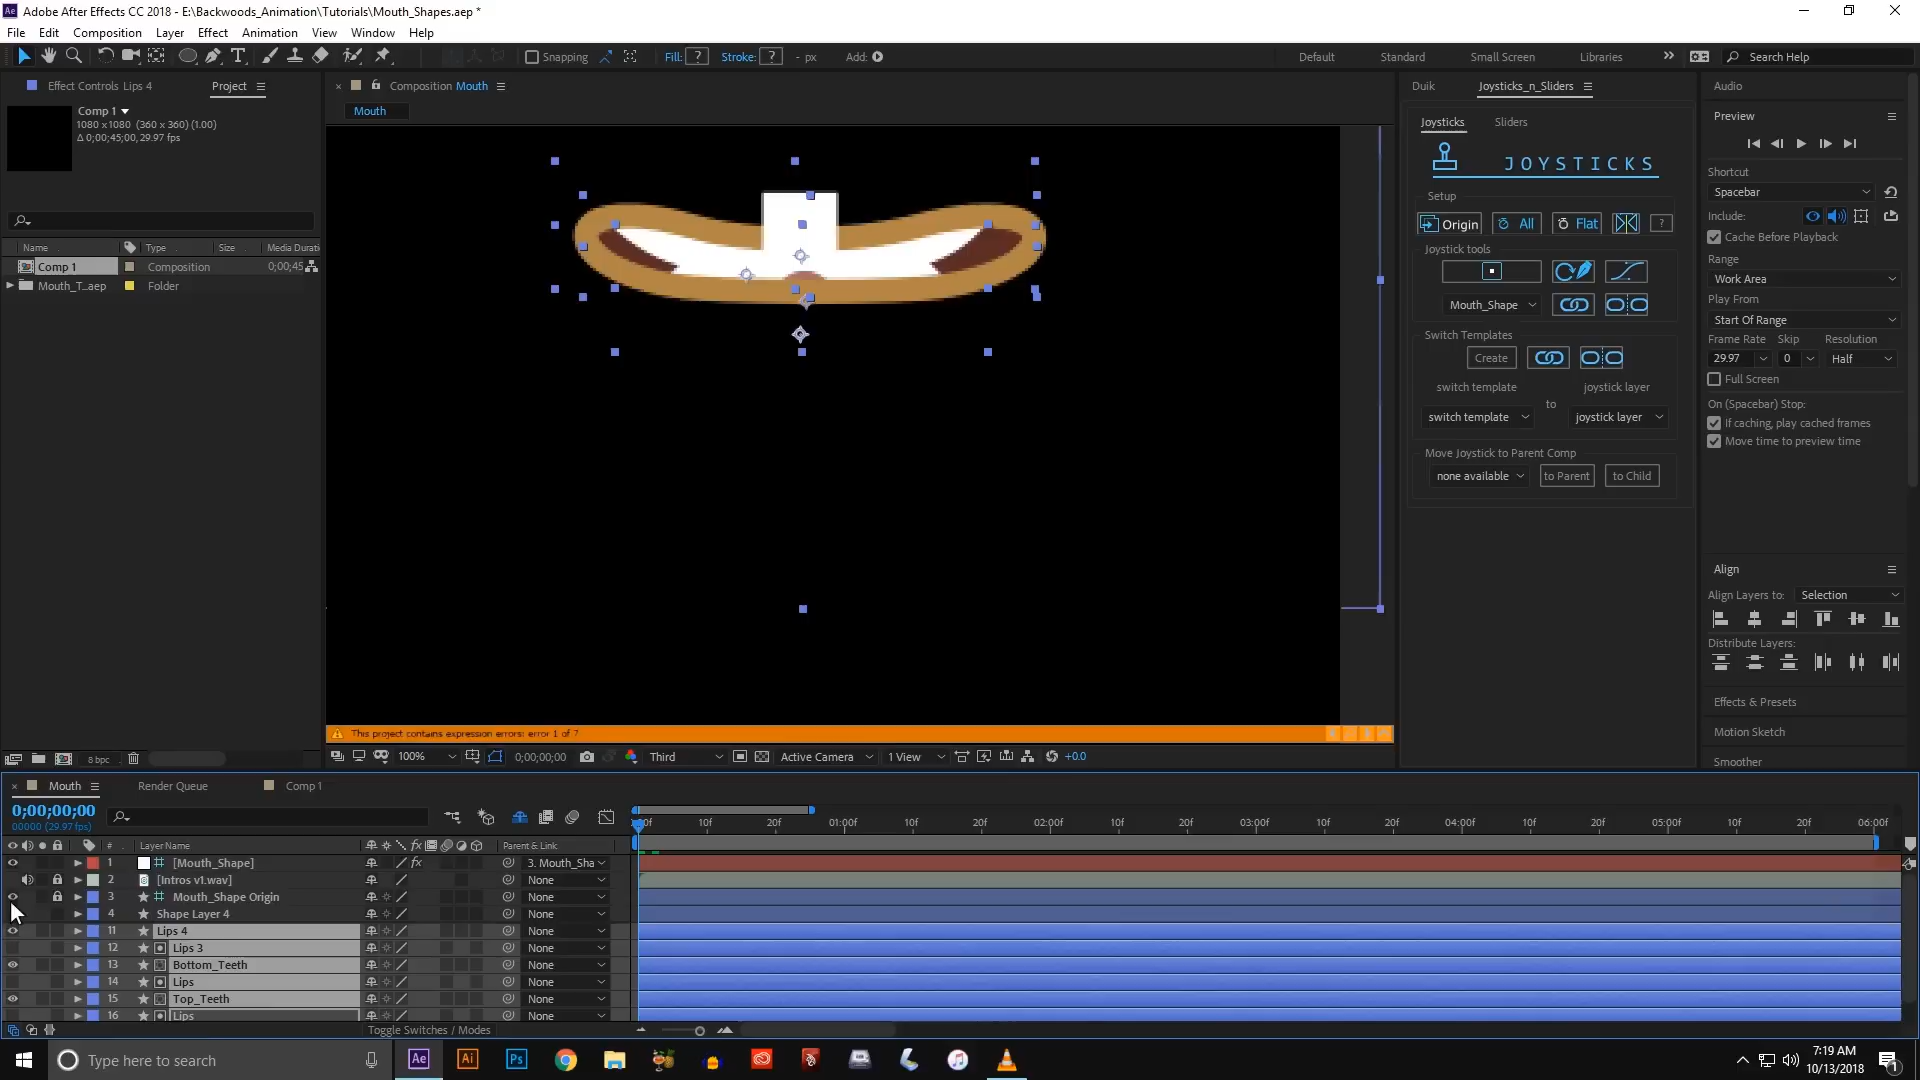 Adobe After Effects CC 2018 - E:\Backwoods_Animation\Tutorials\Mouth_Shapes.aep *
File Edit Composition Layer Effect Animation View Window Help
Snapping Fill: ? Stroke: ? - px Add: Default Standard Small Screen Libraries Search Help
Effect Controls Lips 4 Project
Comp 1
1080 x1080 (360 x 360) (1.00)
Δ 0;00;45;00, 29.97 fps
Name Type Size Media Durati
Comp 1 Composition 0;00;45
Mouth_T...aep Folder
8 bpc
Composition Mouth
Mouth
This project contains expression errors: error 1 of 7
100% 0;00;00;00 Third Active Camera 1 View +0.0
Duik Joysticks_n_Sliders
Joysticks Sliders
JOYSTICKS
Setup
Origin All Flat ?
Joystick tools
Mouth_Shape
Switch Templates
Create
switch template joystick layer
to
switch template joystick layer
Move Joystick to Parent Comp
none available to Parent to Child
Audio
Preview
Shortcut
Spacebar
Include:
Cache Before Playback
Range
Work Area
Play From
Start Of Range
Frame Rate Skip Resolution
29.97 0 Half
Full Screen
On (Spacebar) Stop:
If caching, play cached frames
Move time to preview time
Align
Align Layers to: Selection
Distribute Layers:
Effects & Presets
Motion Sketch
Smoother
Mouth Render Queue Comp 1
0;00;00;00
00000 (29.97 fps)
# Layer Name Parent & Link
10f 20f 01:00f 10f 20f 02:00f 10f 20f 03:00f 10f 20f 04:00f 10f 20f 05:00f 10f 20f 06:00f
1 [Mouth_Shape] fx 3. Mouth_Sha
2 [Intros v1.wav] None
3 Mouth_Shape Origin None
4 Shape Layer 4 None
11 Lips 4 None
12 Lips 3 None
13 Bottom_Teeth None
14 Lips None
15 Top_Teeth None
16 Lips None
Toggle Switches / Modes
Type here to search
Ae Ai Ps
7:19 AM
10/13/2018
1